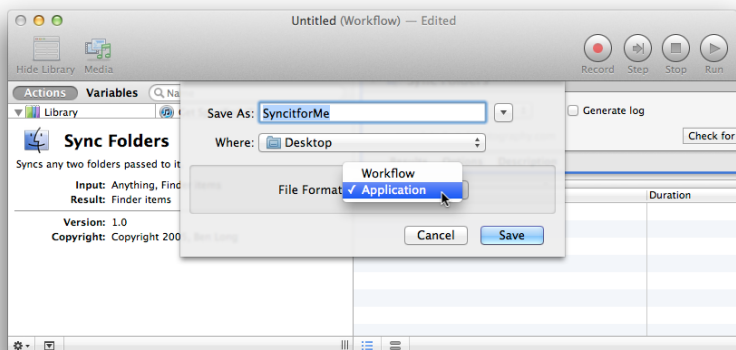 Untitled (Workflow) — Edited
Hide Library
Media
Record
Step
Stop
Run
Actions
Variables
Na
Library
Save As: SyncitforMe
Generate log
Where: Desktop
Check for
Sync Folders
Syncs any two folders passed to it
Workflow
File Format
✓ Application
Duration
Input: Anything, Finder items
Result: Finder items
Version: 1.0
Copyright: Copyright 2009, Ben Long
Cancel
Save